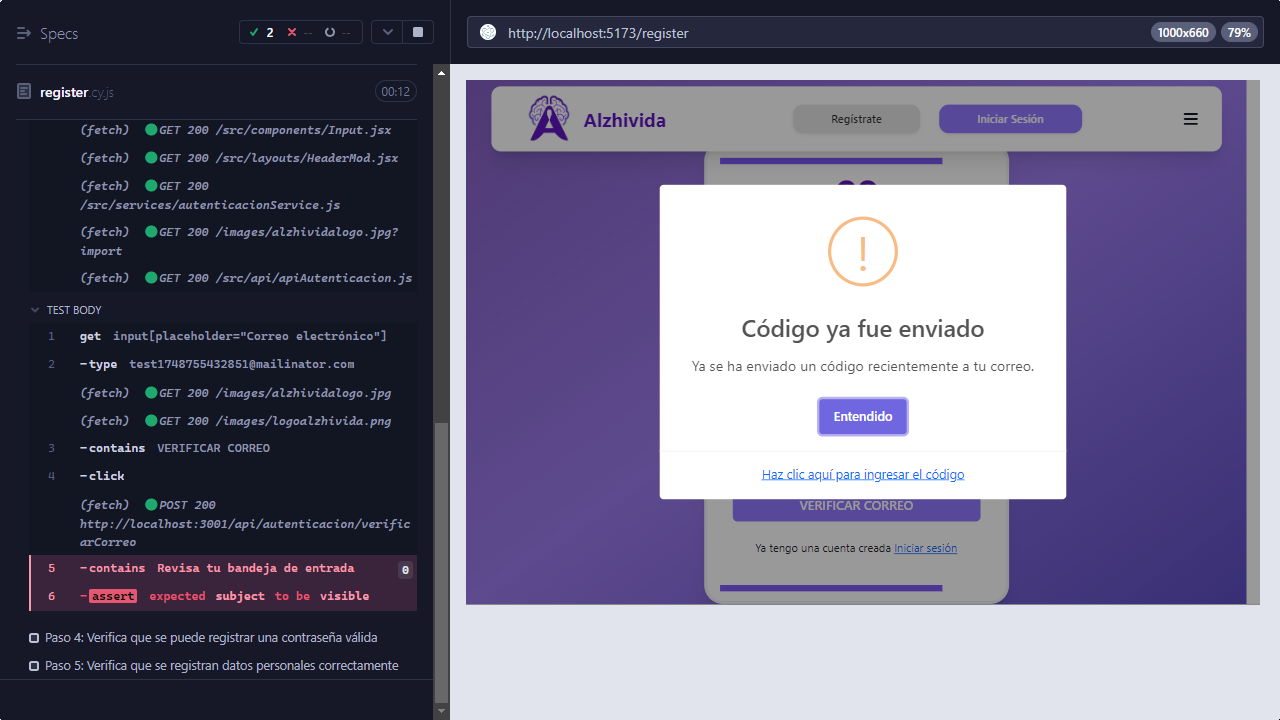 Specs
2
--
--
register.cy.js
00:12
(fetch) GET 200 /src/components/Input.jsx
(fetch) GET 200 /src/layouts/HeaderMod.jsx
(fetch) GET 200
/src/services/autenticacionService.js
(fetch) GET 200 /images/alzhividalogo.jpg?
import
(fetch) GET 200 /src/api/apiAutenticacion.js
TEST BODY
1 get input[placeholder="Correo electrónico"]
2 -type test1748755432851@mailinator.com
(fetch) GET 200 /images/alzhividalogo.jpg
(fetch) GET 200 /images/logoalzhivida.png
3 -contains VERIFICAR CORREO
4 -click
(fetch) POST 200
http://localhost:3001/api/autenticacion/verific
arCorreo
5 -contains Revisa tu bandeja de entrada 0
6 -assert expected subject to be visible
Paso 4: Verifica que se puede registrar una contraseña válida
Paso 5: Verifica que se registran datos personales correctamente
http://localhost:5173/register
1000x660
79%
Alzhivida
Regístrate
Iniciar Sesión
Código ya fue enviado
Ya se ha enviado un código recientemente a tu correo.
Entendido
Haz clic aquí para ingresar el código
VERIFICAR CORREO
Ya tengo una cuenta creada Iniciar sesión